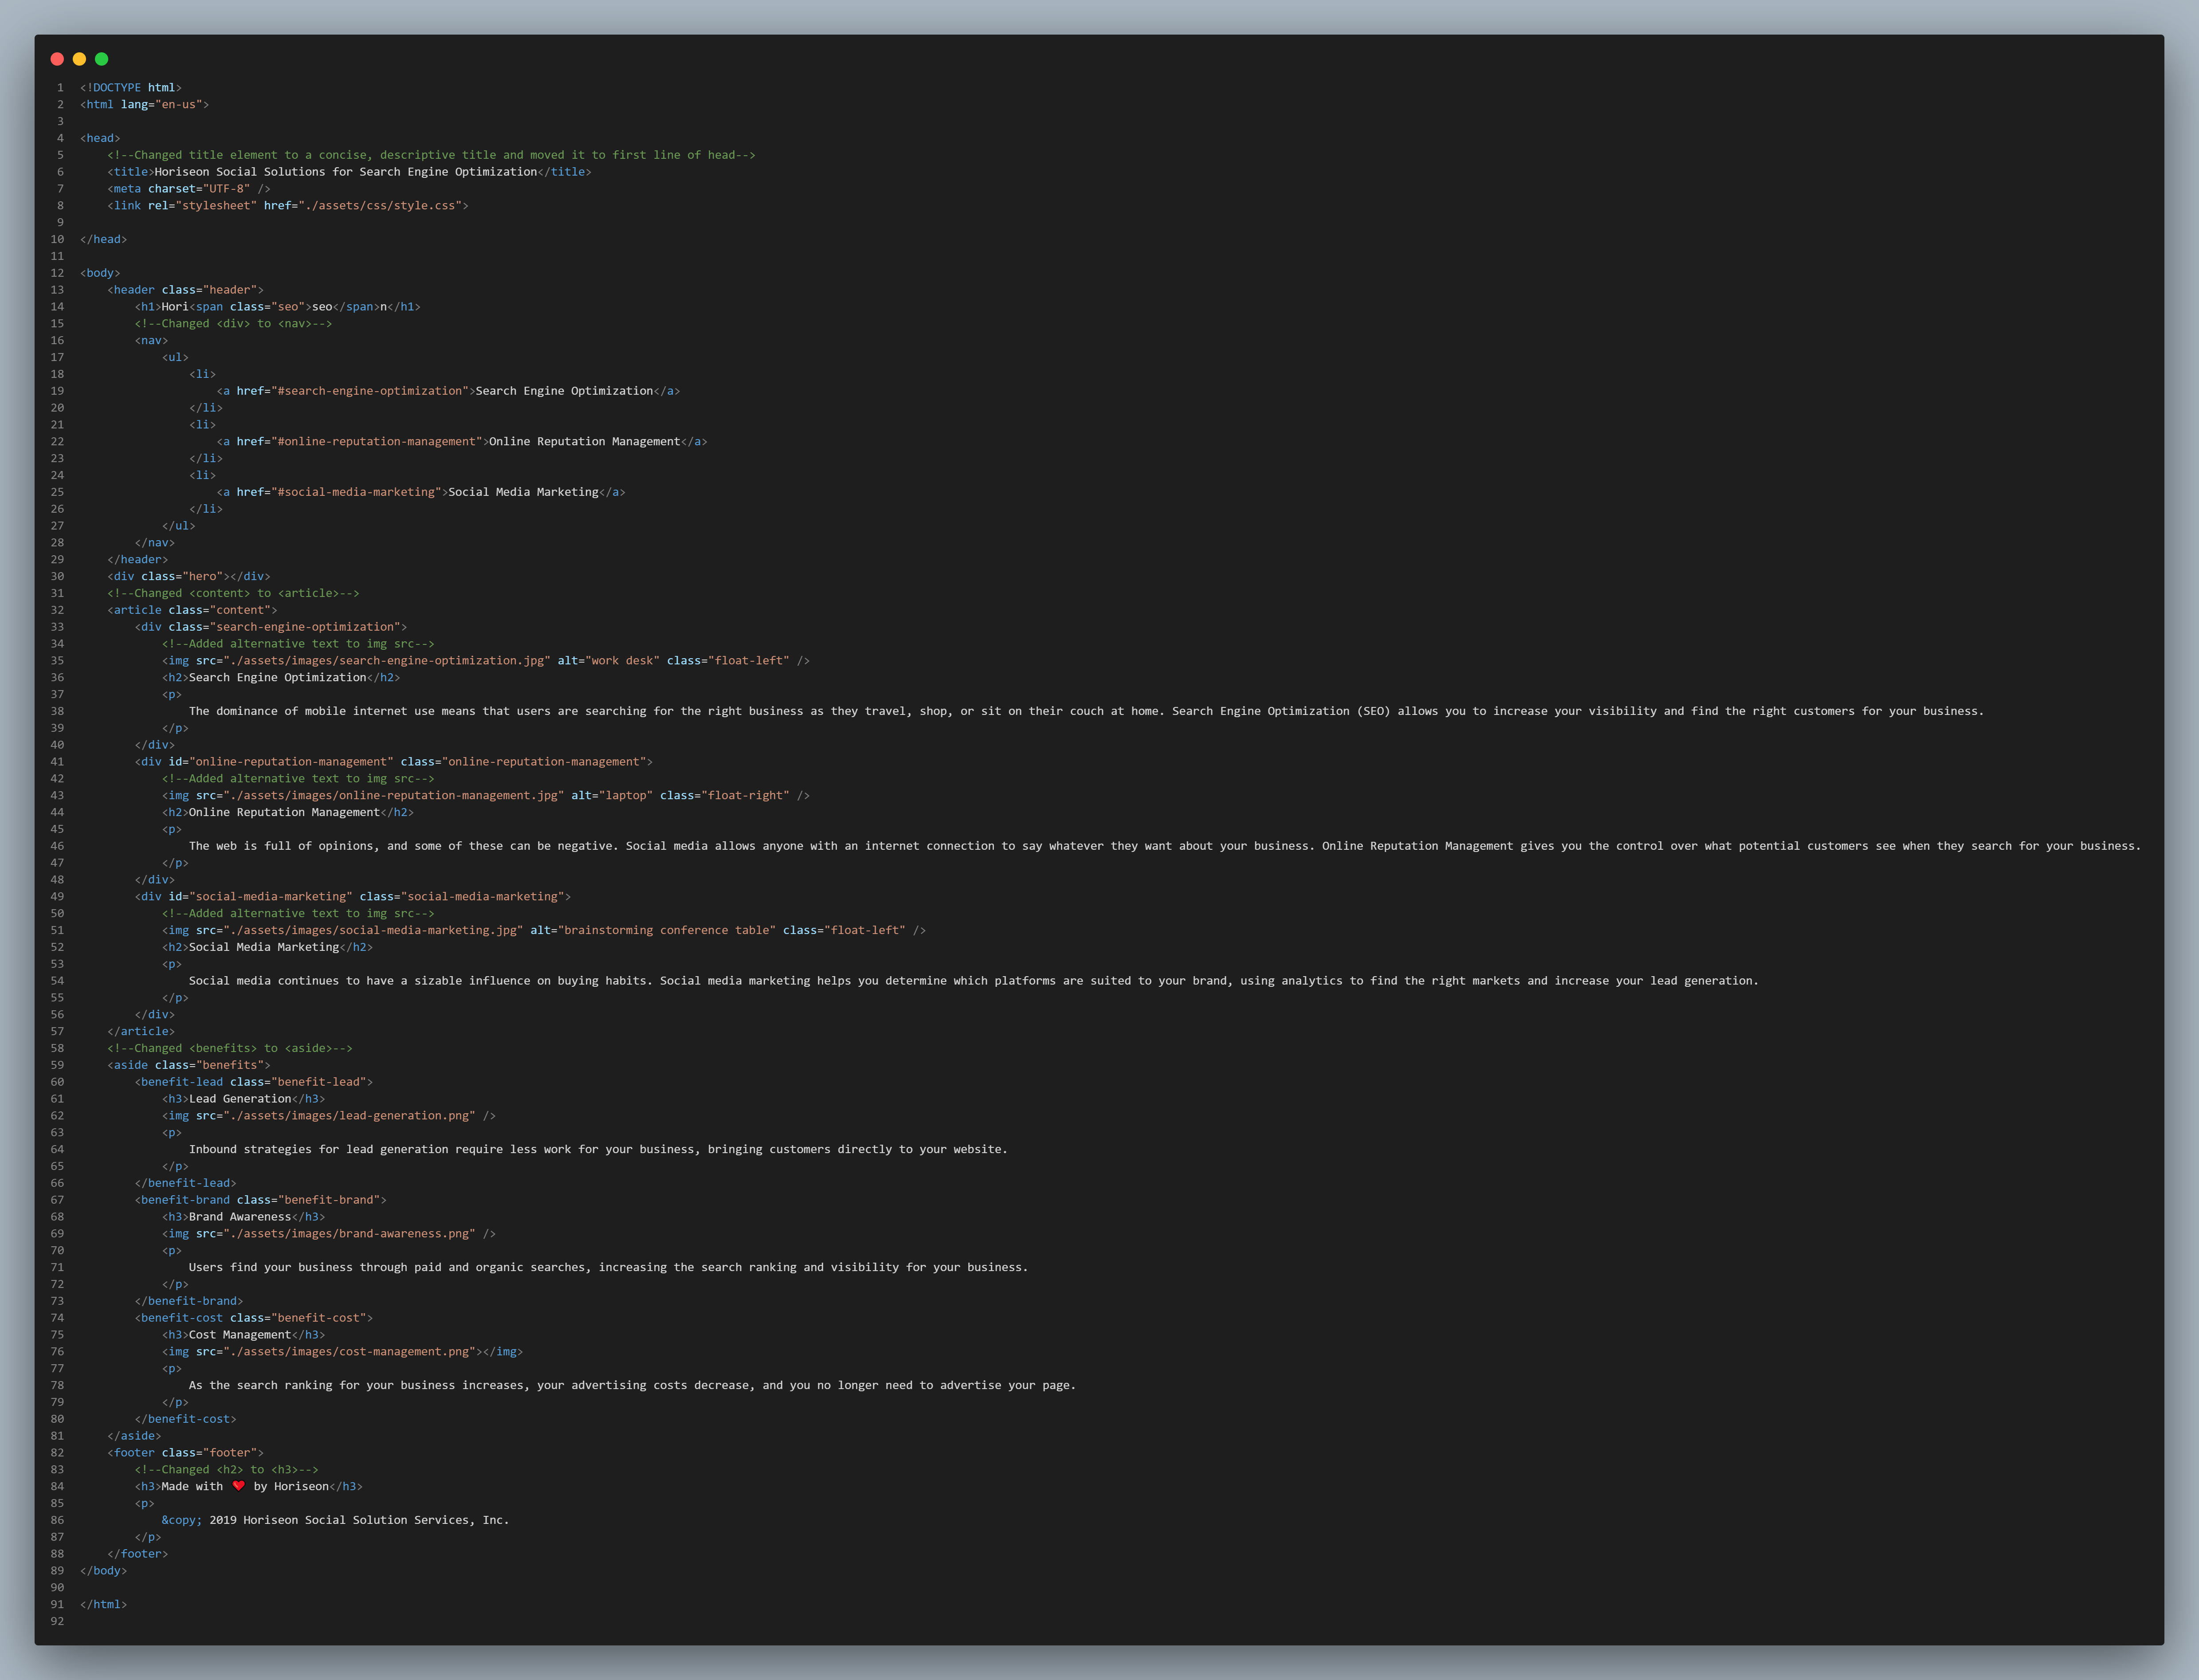 1 <!DOCTYPE html>
2 <html lang="en-us">
3
4 <head>
5     <!--Changed title element to a concise, descriptive title and moved it to first line of head-->
6     <title>Horiseon Social Solutions for Search Engine Optimization</title>
7     <meta charset="UTF-8" />
8     <link rel="stylesheet" href="./assets/css/style.css">
9
10 </head>
11
12 <body>
13     <header class="header">
14         <h1>Hori<span class="seo">seo</span>n</h1>
15         <!--Changed <div> to <nav>-->
16         <nav>
17             <ul>
18                 <li>
19                     <a href="#search-engine-optimization">Search Engine Optimization</a>
20                 </li>
21                 <li>
22                     <a href="#online-reputation-management">Online Reputation Management</a>
23                 </li>
24                 <li>
25                     <a href="#social-media-marketing">Social Media Marketing</a>
26                 </li>
27             </ul>
28         </nav>
29     </header>
30     <div class="hero"></div>
31     <!--Changed <content> to <article>-->
32     <article class="content">
33         <div class="search-engine-optimization">
34             <!--Added alternative text to img src-->
35             <img src="./assets/images/search-engine-optimization.jpg" alt="work desk" class="float-left" />
36             <h2>Search Engine Optimization</h2>
37             <p>
38                 The dominance of mobile internet use means that users are searching for the right business as they travel, shop, or sit on their couch at home. Search Engine Optimization (SEO) allows you to increase your visibility and find the right customers for your business.
39             </p>
40         </div>
41         <div id="online-reputation-management" class="online-reputation-management">
42             <!--Added alternative text to img src-->
43             <img src="./assets/images/online-reputation-management.jpg" alt="laptop" class="float-right" />
44             <h2>Online Reputation Management</h2>
45             <p>
46                 The web is full of opinions, and some of these can be negative. Social media allows anyone with an internet connection to say whatever they want about your business. Online Reputation Management gives you the control over what potential customers see when they search for your business.
47             </p>
48         </div>
49         <div id="social-media-marketing" class="social-media-marketing">
50             <!--Added alternative text to img src-->
51             <img src="./assets/images/social-media-marketing.jpg" alt="brainstorming conference table" class="float-left" />
52             <h2>Social Media Marketing</h2>
53             <p>
54                 Social media continues to have a sizable influence on buying habits. Social media marketing helps you determine which platforms are suited to your brand, using analytics to find the right markets and increase your lead generation.
55             </p>
56         </div>
57     </article>
58     <!--Changed <benefits> to <aside>-->
59     <aside class="benefits">
60         <benefit-lead class="benefit-lead">
61             <h3>Lead Generation</h3>
62             <img src="./assets/images/lead-generation.png" />
63             <p>
64                 Inbound strategies for lead generation require less work for your business, bringing customers directly to your website.
65             </p>
66         </benefit-lead>
67         <benefit-brand class="benefit-brand">
68             <h3>Brand Awareness</h3>
69             <img src="./assets/images/brand-awareness.png" />
70             <p>
71                 Users find your business through paid and organic searches, increasing the search ranking and visibility for your business.
72             </p>
73         </benefit-brand>
74         <benefit-cost class="benefit-cost">
75             <h3>Cost Management</h3>
76             <img src="./assets/images/cost-management.png"></img>
77             <p>
78                 As the search ranking for your business increases, your advertising costs decrease, and you no longer need to advertise your page.
79             </p>
80         </benefit-cost>
81     </aside>
82     <footer class="footer">
83         <!--Changed <h2> to <h3>-->
84         <h3>Made with ❤️ by Horiseon</h3>
85         <p>
86             &copy; 2019 Horiseon Social Solution Services, Inc.
87         </p>
88     </footer>
89 </body>
90
91 </html>
92